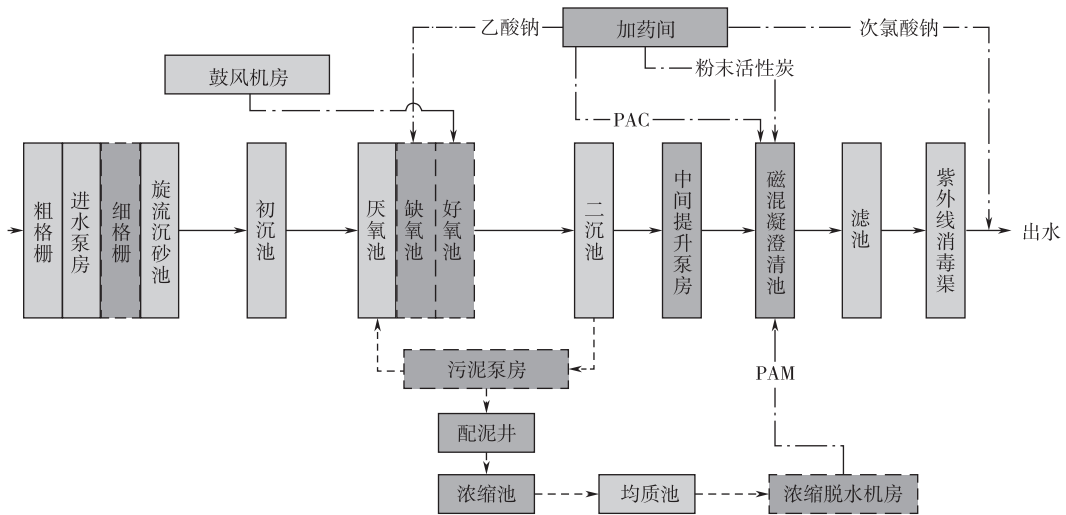 乙酸钠
加药间
次氯酸钠
鼓风机房
粉末活性炭
PAC
粗格栅
进水泵房
细格栅
旋流沉砂池
初沉池
厌氧池
缺氧池
好氧池
二沉池
中间提升泵房
磁混凝澄清池
滤池
紫外线消毒渠
出水
污泥泵房
PAM
配泥井
浓缩池
均质池
浓缩脱水机房